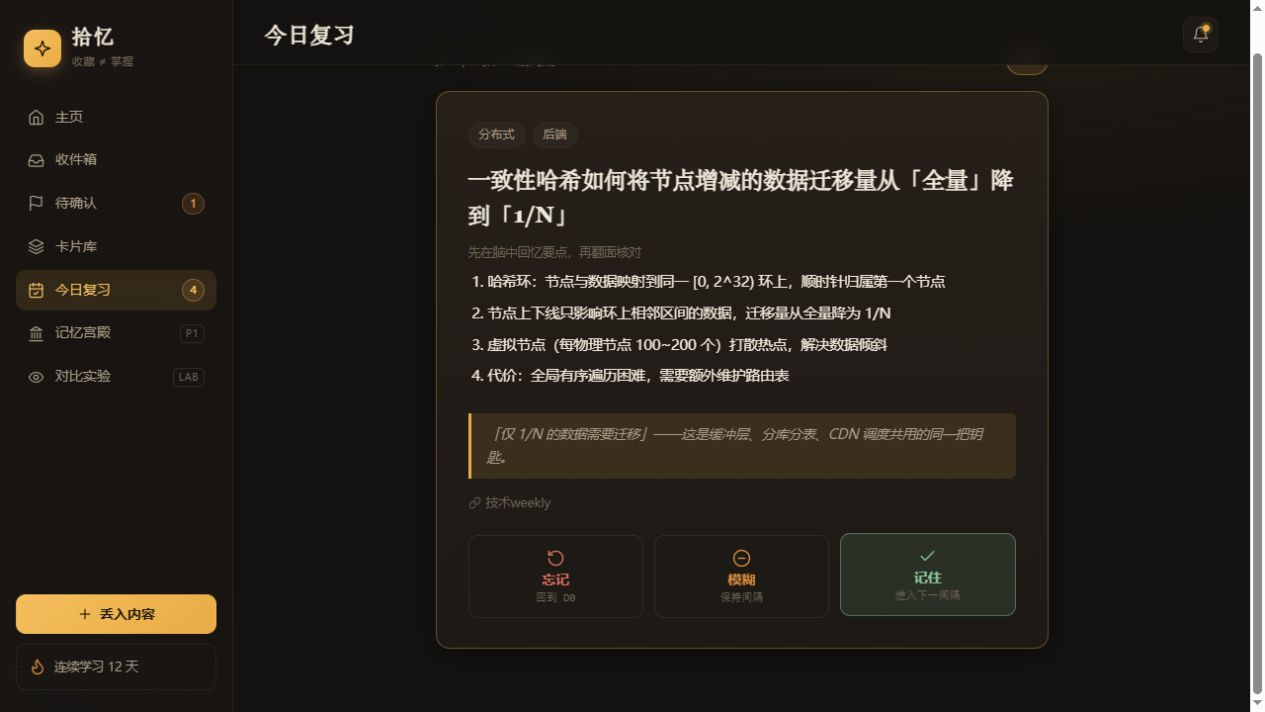 拾忆
收藏 ≠ 掌握
主页
收件箱
待确认 1
卡片库
今日复习 4
记忆宫殿 P1
对比实验 LAB
丢入内容
连续学习 12 天
今日复习
分布式 后端
一致性哈希如何将节点增减的数据迁移量从「全量」降
到「1/N」
先在脑中回忆要点，再翻面核对
1. 哈希环：节点与数据映射到同一 [0, 2^32) 环上，顺时针归属第一个节点
2. 节点上下线只影响环上相邻区间的数据，迁移量从全量降为 1/N
3. 虚拟节点（每物理节点 100~200 个）打散热点，解决数据倾斜
4. 代价：全局有序遍历困难，需要额外维护路由表
「仅 1/N 的数据需要迁移」——这是缓冲层、分库分表、CDN 调度共用的同一把钥
匙。
技术weekly
忘记
回到 D0
模糊
保持间隔
记住
进入下一间隔